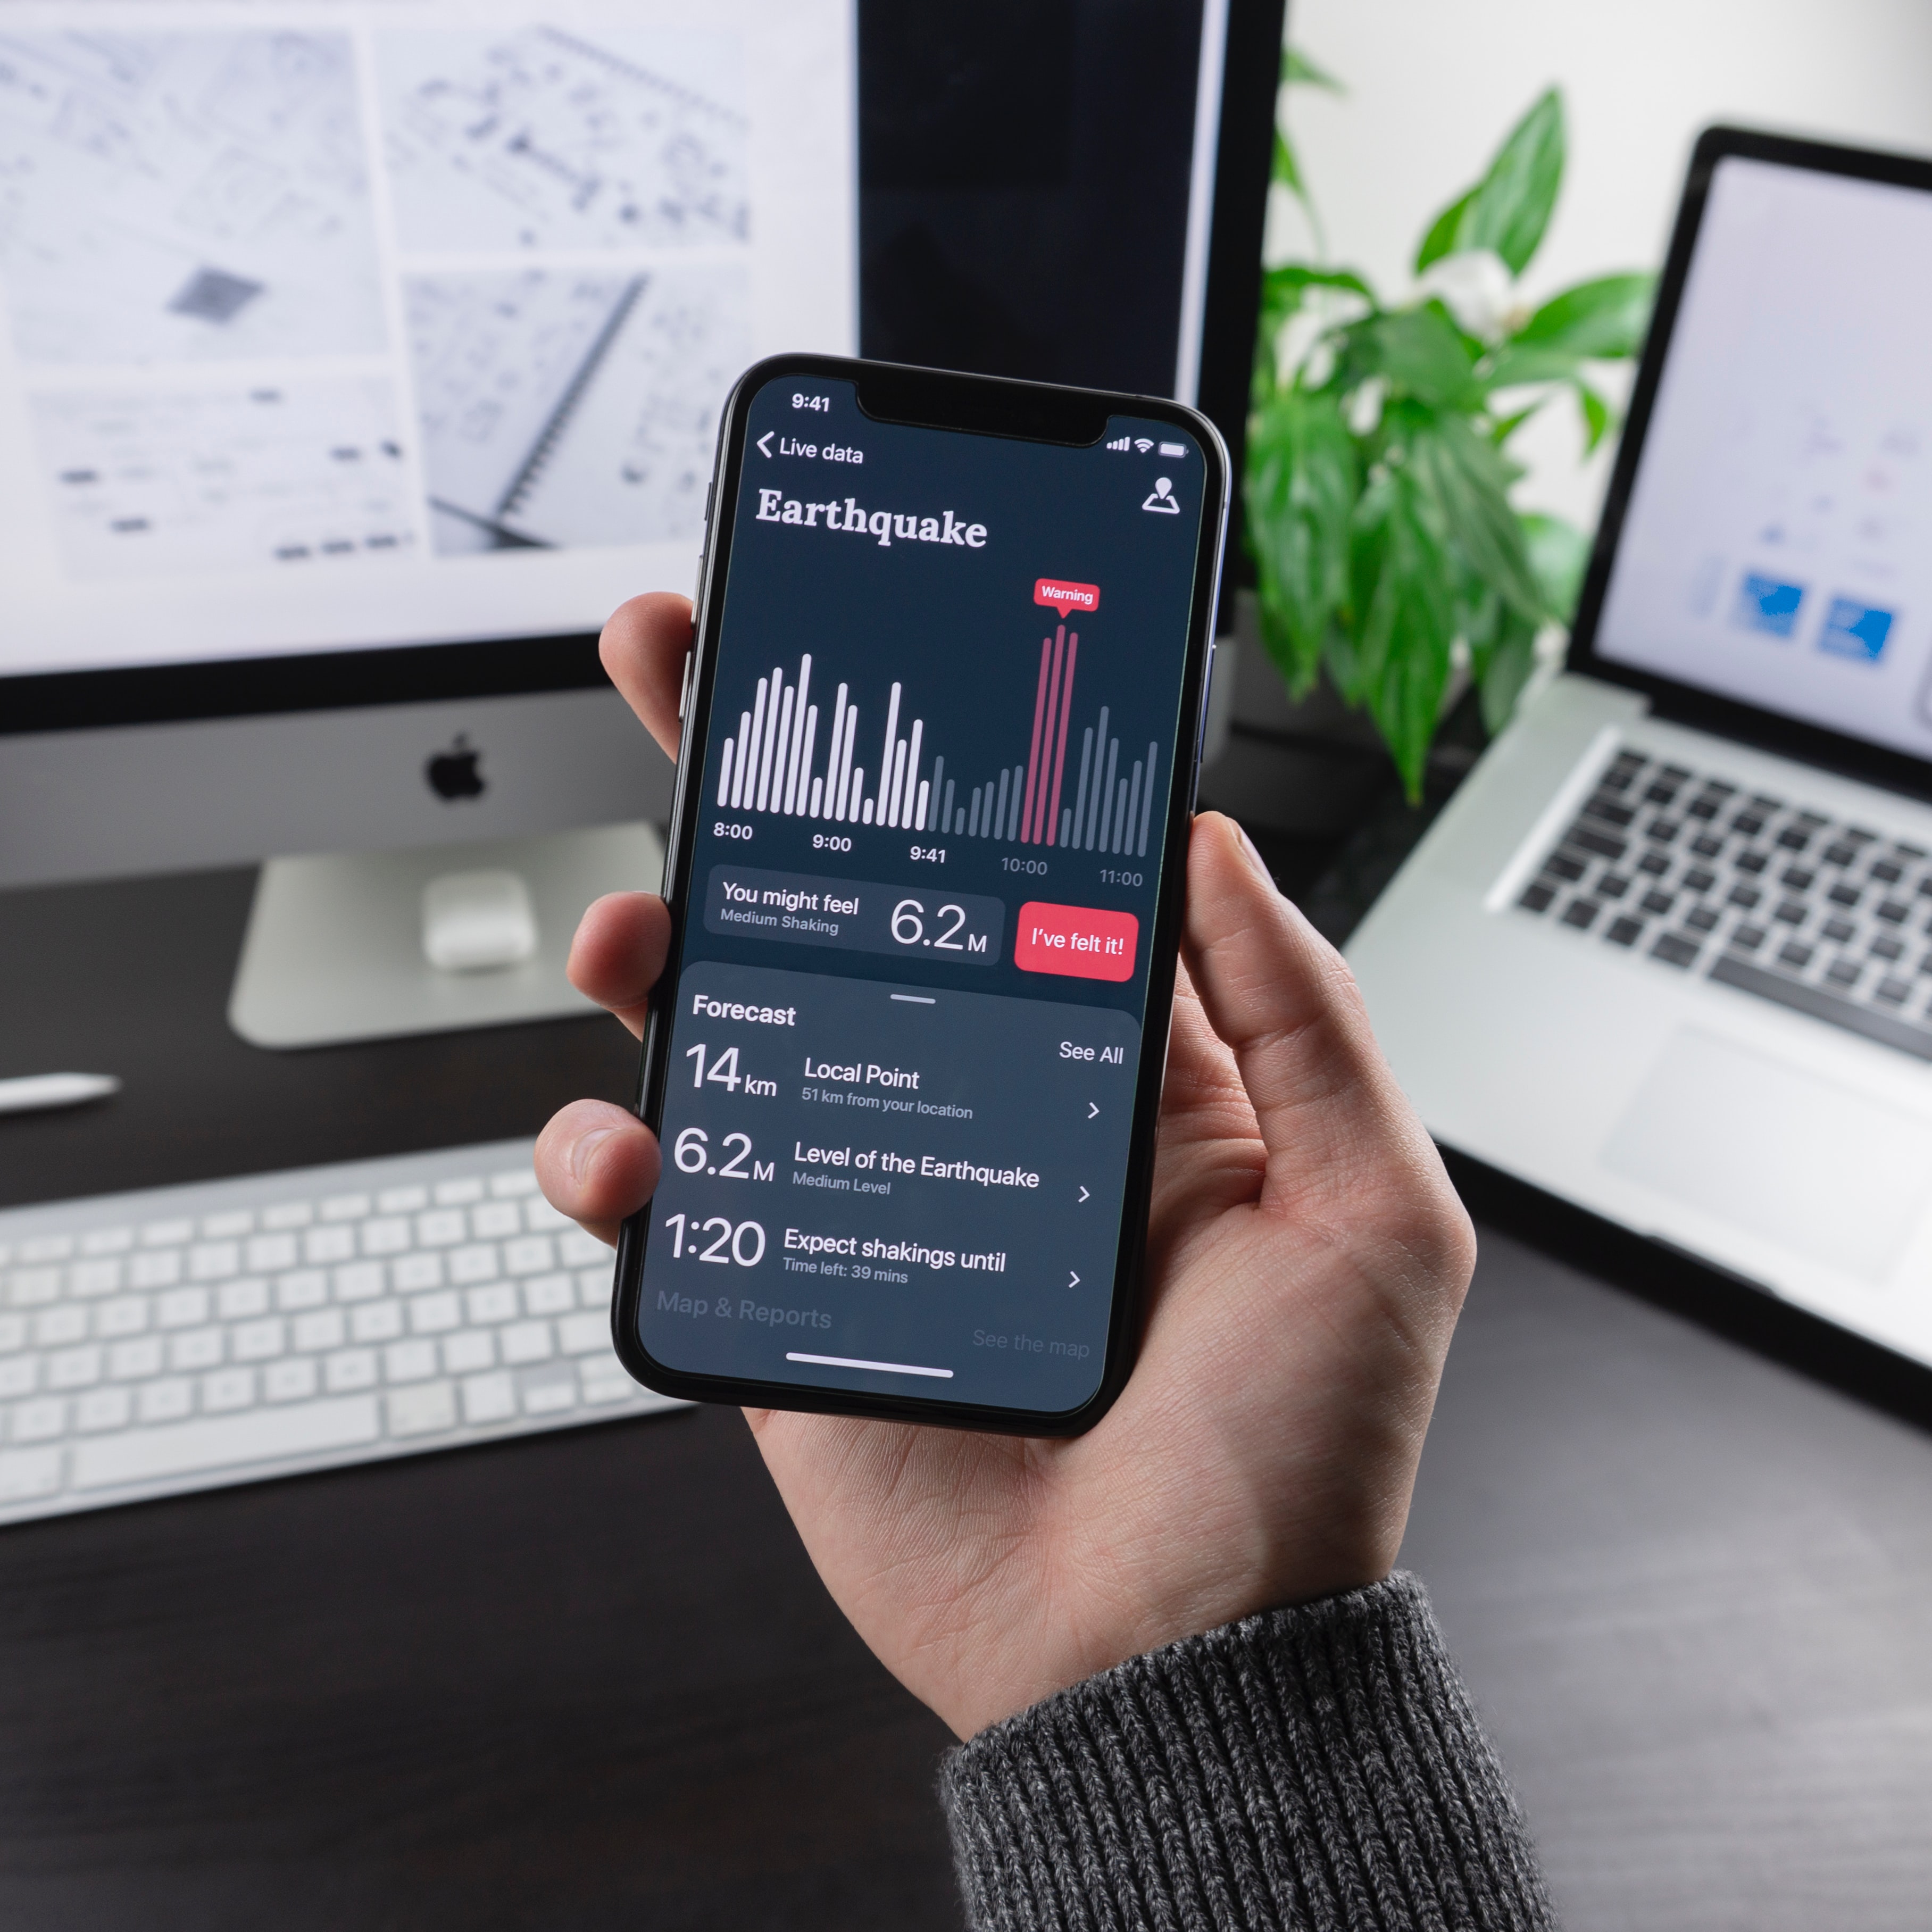 9:41
Live data
Earthquake
Warning
8:00 9:00 9:41 10:00 11:00
You might feel
Medium Shaking
6.2M
I've felt it!
Forecast
See All
14km
Local Point
51 km from your location
6.2M
Level of the Earthquake
Medium Level
1:20
Expect shakings until
Time left: 39 mins
Map & Reports
See the map